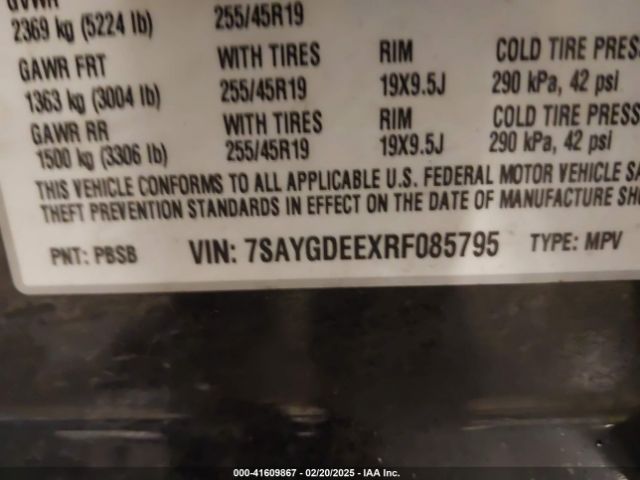 GVWR
2369 kg (5224 lb) 255/45R19
GAWR FRT WITH TIRES RIM COLD TIRE PRES
1363 kg (3004 lb) 255/45R19 19X9.5J 290 kPa, 42 psi
GAWR RR WITH TIRES RIM COLD TIRE PRESS
1500 kg (3306 lb) 255/45R19 19X9.5J 290 kPa, 42 psi
THIS VEHICLE CONFORMS TO ALL APPLICABLE U.S. FEDERAL MOTOR VEHICLE SA
THEFT PREVENTION STANDARDS IN EFFECT ON THE DATE OF MANUFACTURE SH
PNT: PBSB VIN: 7SAYGDEEXRF085795 TYPE: MPV
000-41609867 - 02/20/2025 - IAA Inc.